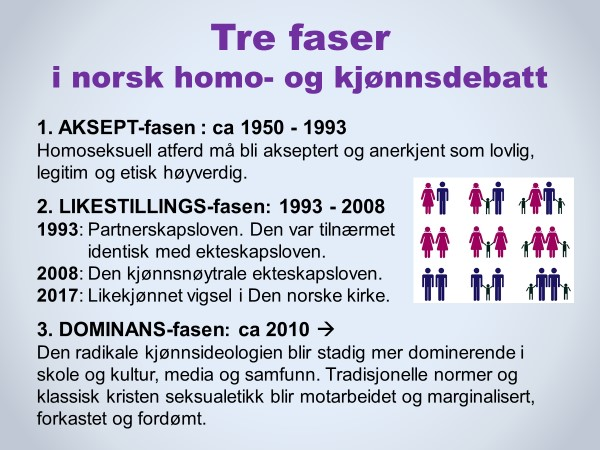 Tre faser
i norsk homo- og kjønnsdebatt
1. AKSEPT-fasen : ca 1950 - 1993
Homoseksuell atferd må bli akseptert og anerkjent som lovlig,
legitim og etisk høyverdig.
2. LIKESTILLINGS-fasen: 1993 - 2008
1993: Partnerskapsloven. Den var tilnærmet
identisk med ekteskapsloven.
2008: Den kjønnsnøytrale ekteskapsloven.
2017: Likekjønnet vigsel i Den norske kirke.
3. DOMINANS-fasen: ca 2010 →
Den radikale kjønnsideologien blir stadig mer dominerende i
skole og kultur, media og samfunn. Tradisjonelle normer og
klassisk kristen seksualetikk blir motarbeidet og marginalisert,
forkastet og fordømt.